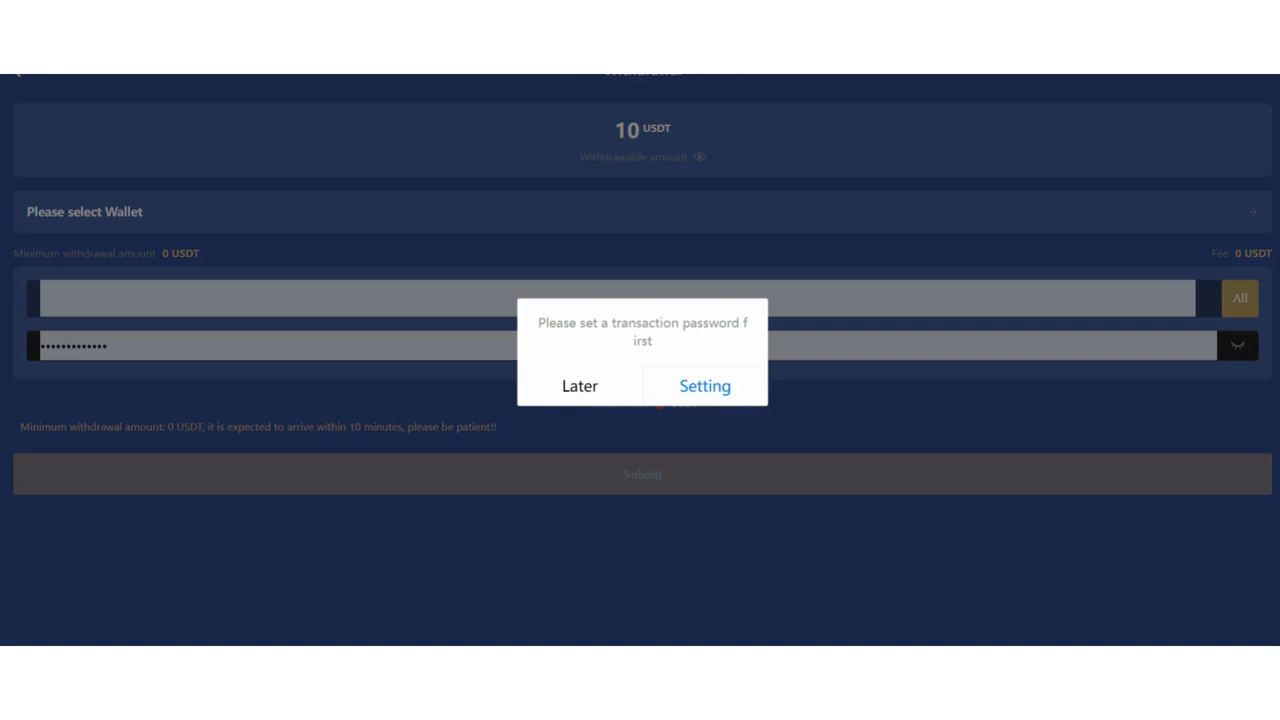 10 USDT
Withdrawable amount
Please select Wallet
Minimum withdrawal amount 0 USDT Fee 0 USDT
All
Please set a transaction password f
irst
•••••••••••••
Later Setting
Minimum withdrawal amount: 0 USDT, it is expected to arrive within 10 minutes, please be patient!!
Submit